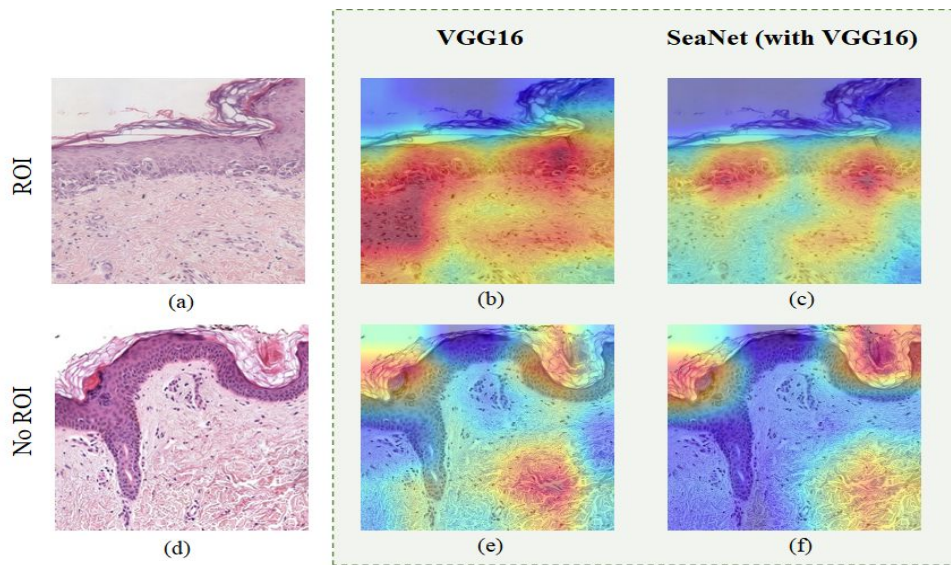 VGG16
SeaNet (with VGG16)
ROI
(a)
(b)
(c)
No ROI
(d)
(e)
(f)